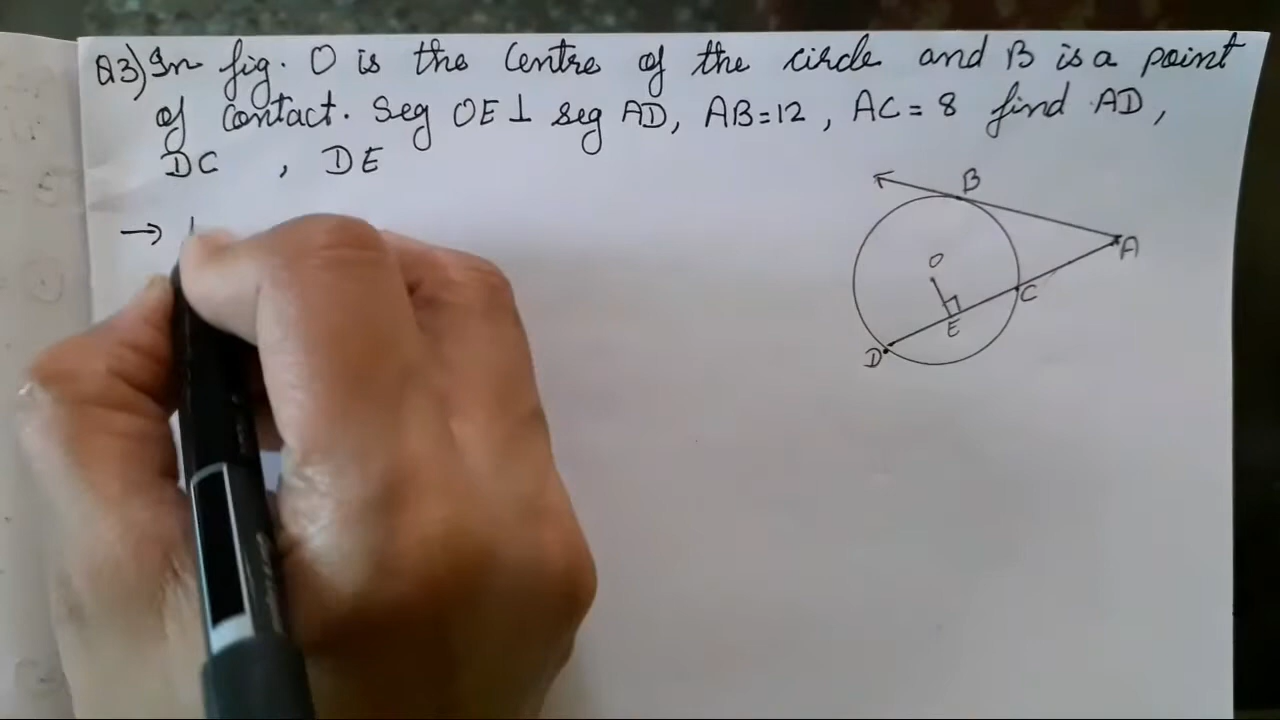 Q3) In fig. O is the Centre of the circle and B is a point
of contact. Seg OE ⊥ seg AD, AB=12, AC=8 find AD,
DC , DE
→
B
A
O
C
E
D